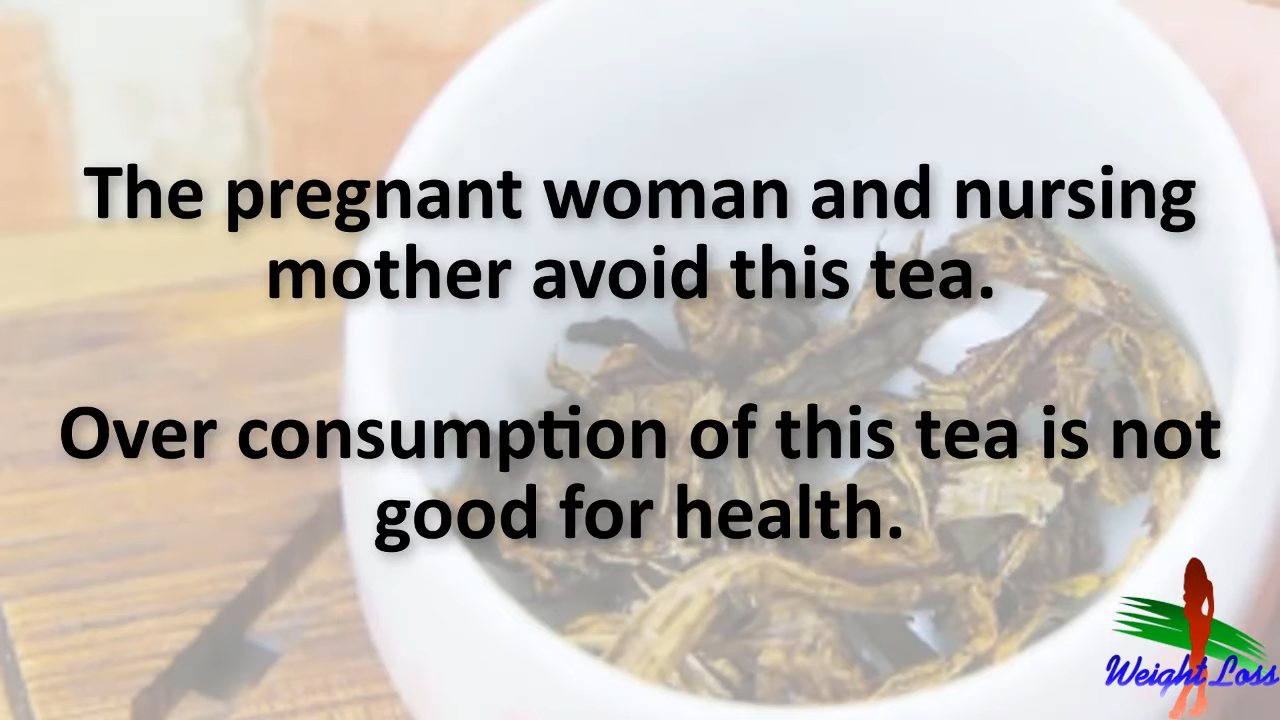 The pregnant woman and nursing
mother avoid this tea.
Over consumption of this tea is not
good for health.
Weight Loss